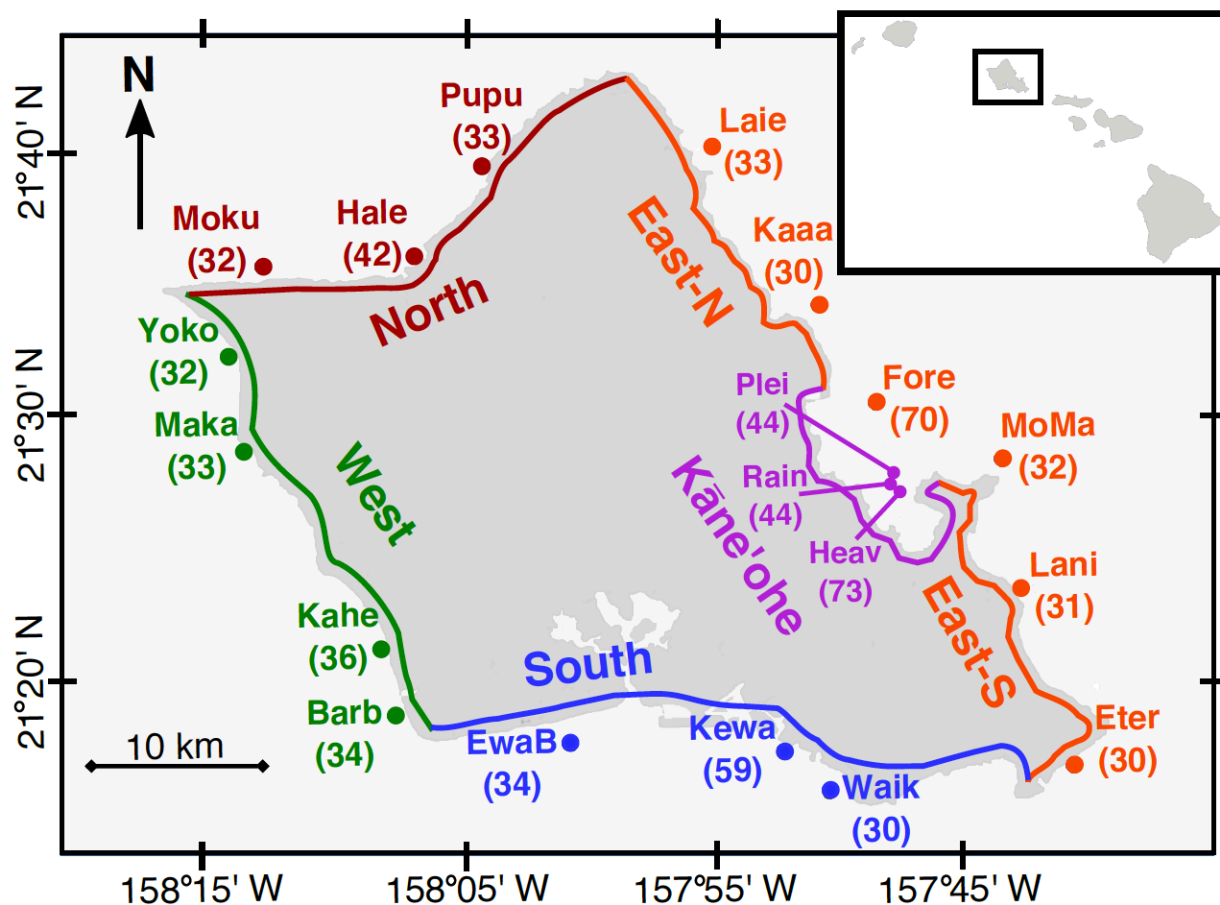 N
Pupu
(33)
Laie
(33)
21°40' N
Moku
(32)
Hale
(42)
Kaaa
(30)
East-N
North
Yoko
(32)
Plei
(44)
Fore
(70)
21°30' N
Maka
(33)
MoMa
(32)
West
Kāne'ohe
Rain
(44)
Heav
(73)
Lani
(31)
East-S
Kahe
(36)
South
21°20' N
Barb
(34)
EwaB
(34)
Kewa
(59)
Eter
(30)
10 km
Waik
(30)
158°15' W
158°05' W
157°55' W
157°45' W